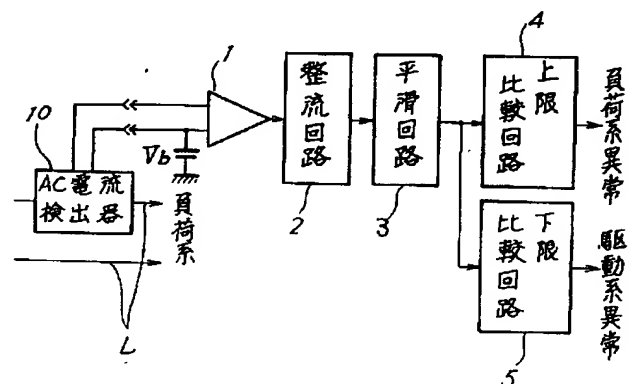 10
AC電流
検出器
L
Vb
負荷系
1
整流回路
2
平滑回路
3
4
上限
比較回路
負荷系異常
下限
比較回路
5
駆動系異常